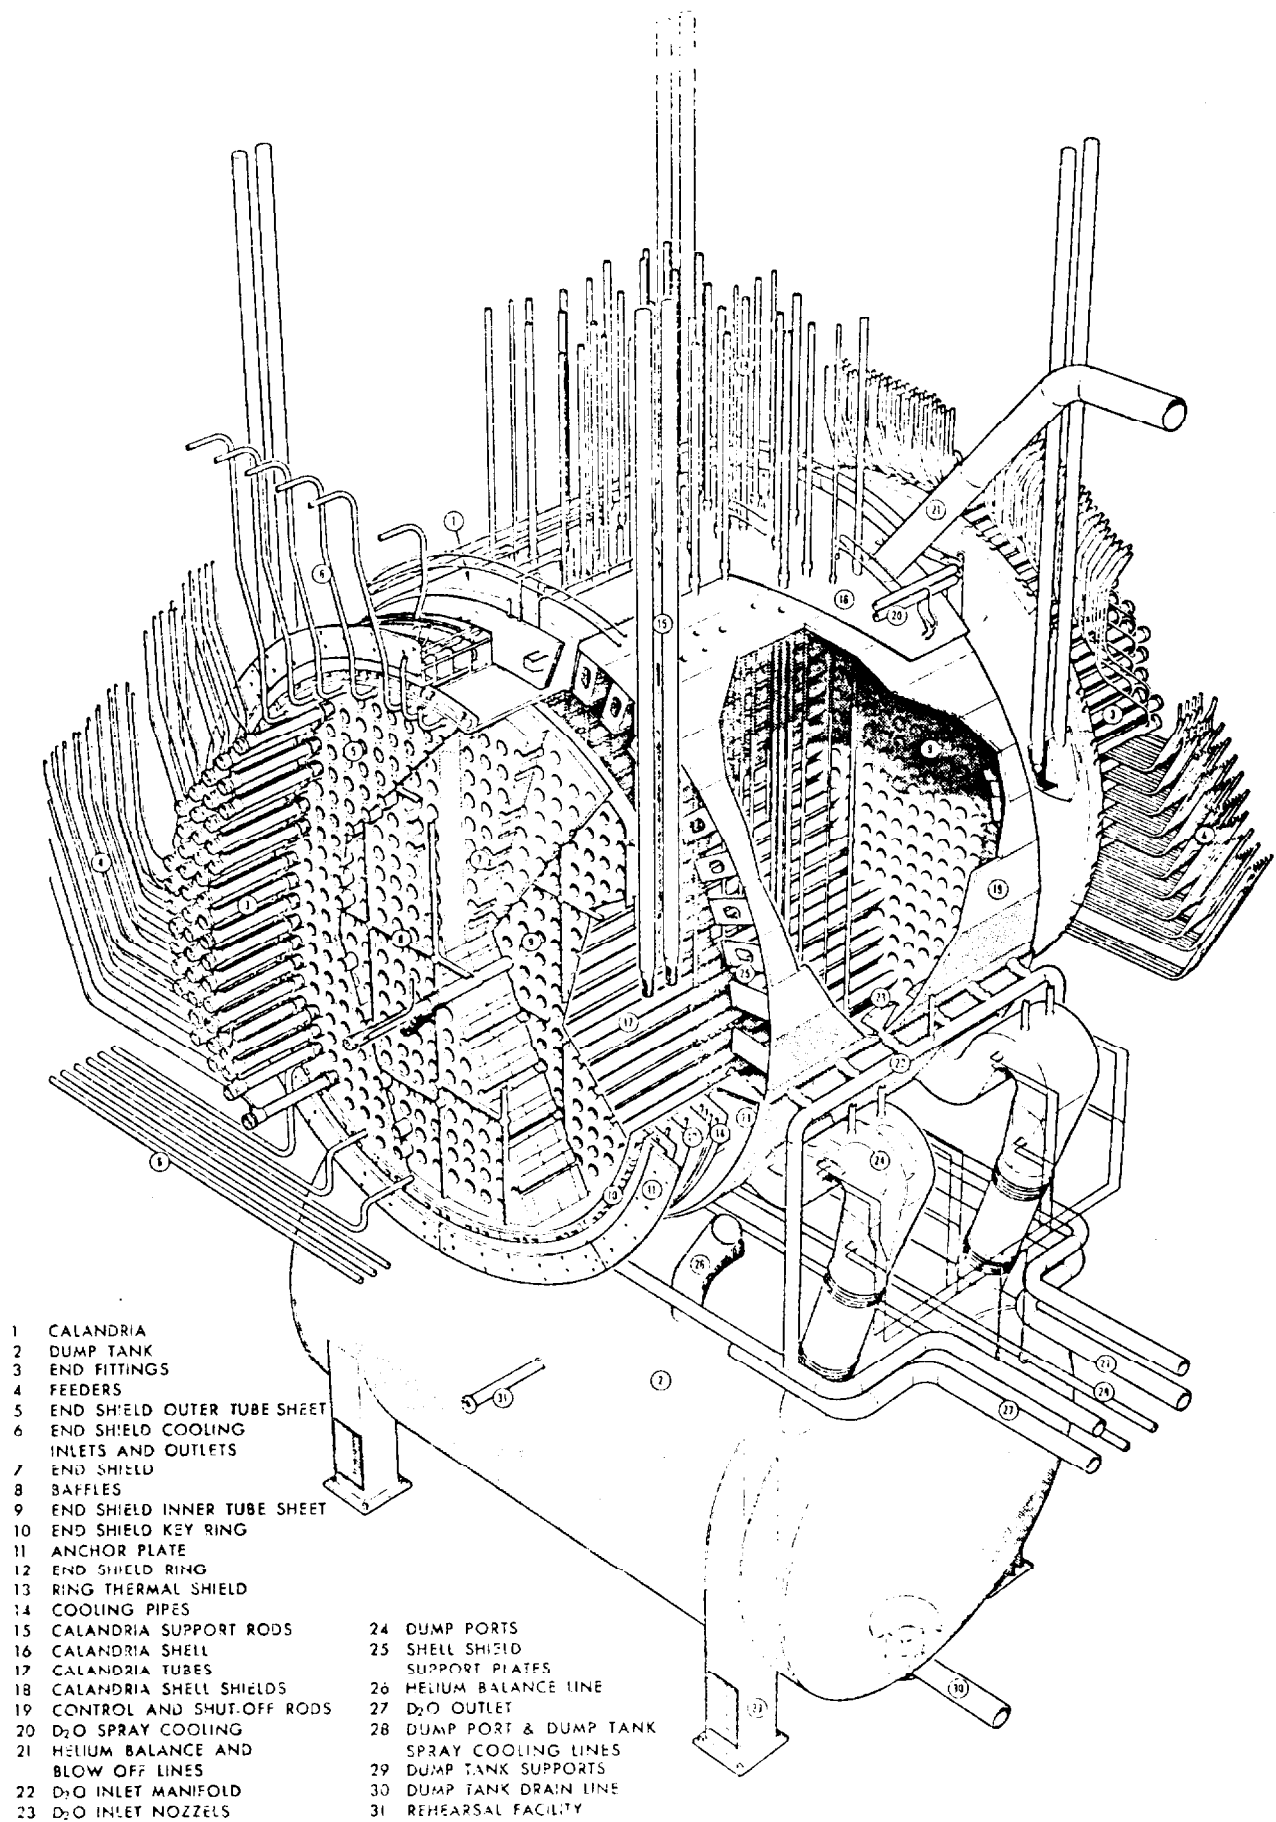 1 CALANDRIA
2 DUMP TANK
3 END FITTINGS
4 FEEDERS
5 END SHIELD OUTER TUBE SHEET
6 END SHIELD COOLING
INLETS AND OUTLETS
7 END SHIELD
8 BAFFLES
9 END SHIELD INNER TUBE SHEET
10 END SHIELD KEY RING
11 ANCHOR PLATE
12 END SHIELD RING
13 RING THERMAL SHIELD
14 COOLING PIPES
15 CALANDRIA SUPPORT RODS
16 CALANDRIA SHELL
17 CALANDRIA TUBES
18 CALANDRIA SHELL SHIELDS
19 CONTROL AND SHUT-OFF RODS
20 D₂O SPRAY COOLING
21 HELIUM BALANCE AND
BLOW OFF LINES
22 D₂O INLET MANIFOLD
23 D₂O INLET NOZZELS
24 DUMP PORTS
25 SHELL SHIELD
SUPPORT PLATES
26 HELIUM BALANCE LINE
27 D₂O OUTLET
28 DUMP PORT & DUMP TANK
SPRAY COOLING LINES
29 DUMP TANK SUPPORTS
30 DUMP TANK DRAIN LINE
31 REHEARSAL FACILITY